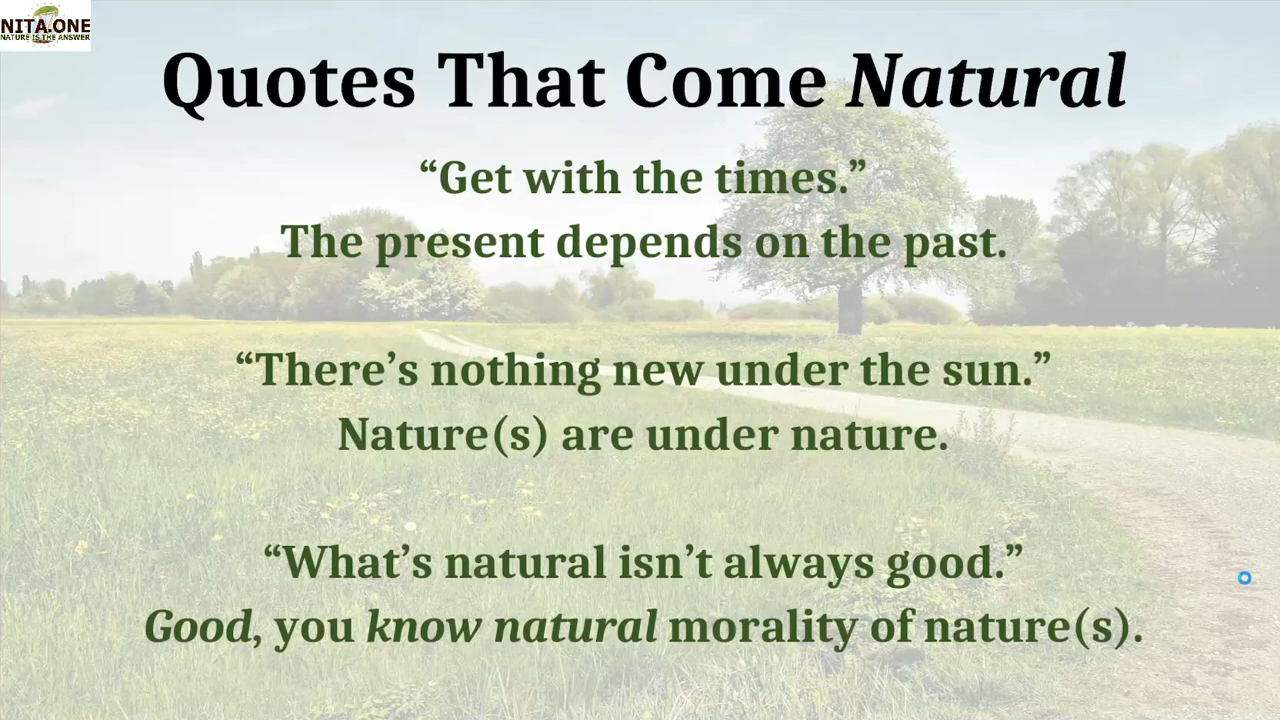 NITA.ONE
NATURE IS THE ANSWER
Quotes That Come Natural
“Get with the times.”
The present depends on the past.
“There’s nothing new under the sun.”
Nature(s) are under nature.
“What’s natural isn’t always good.”
Good, you know natural morality of nature(s).